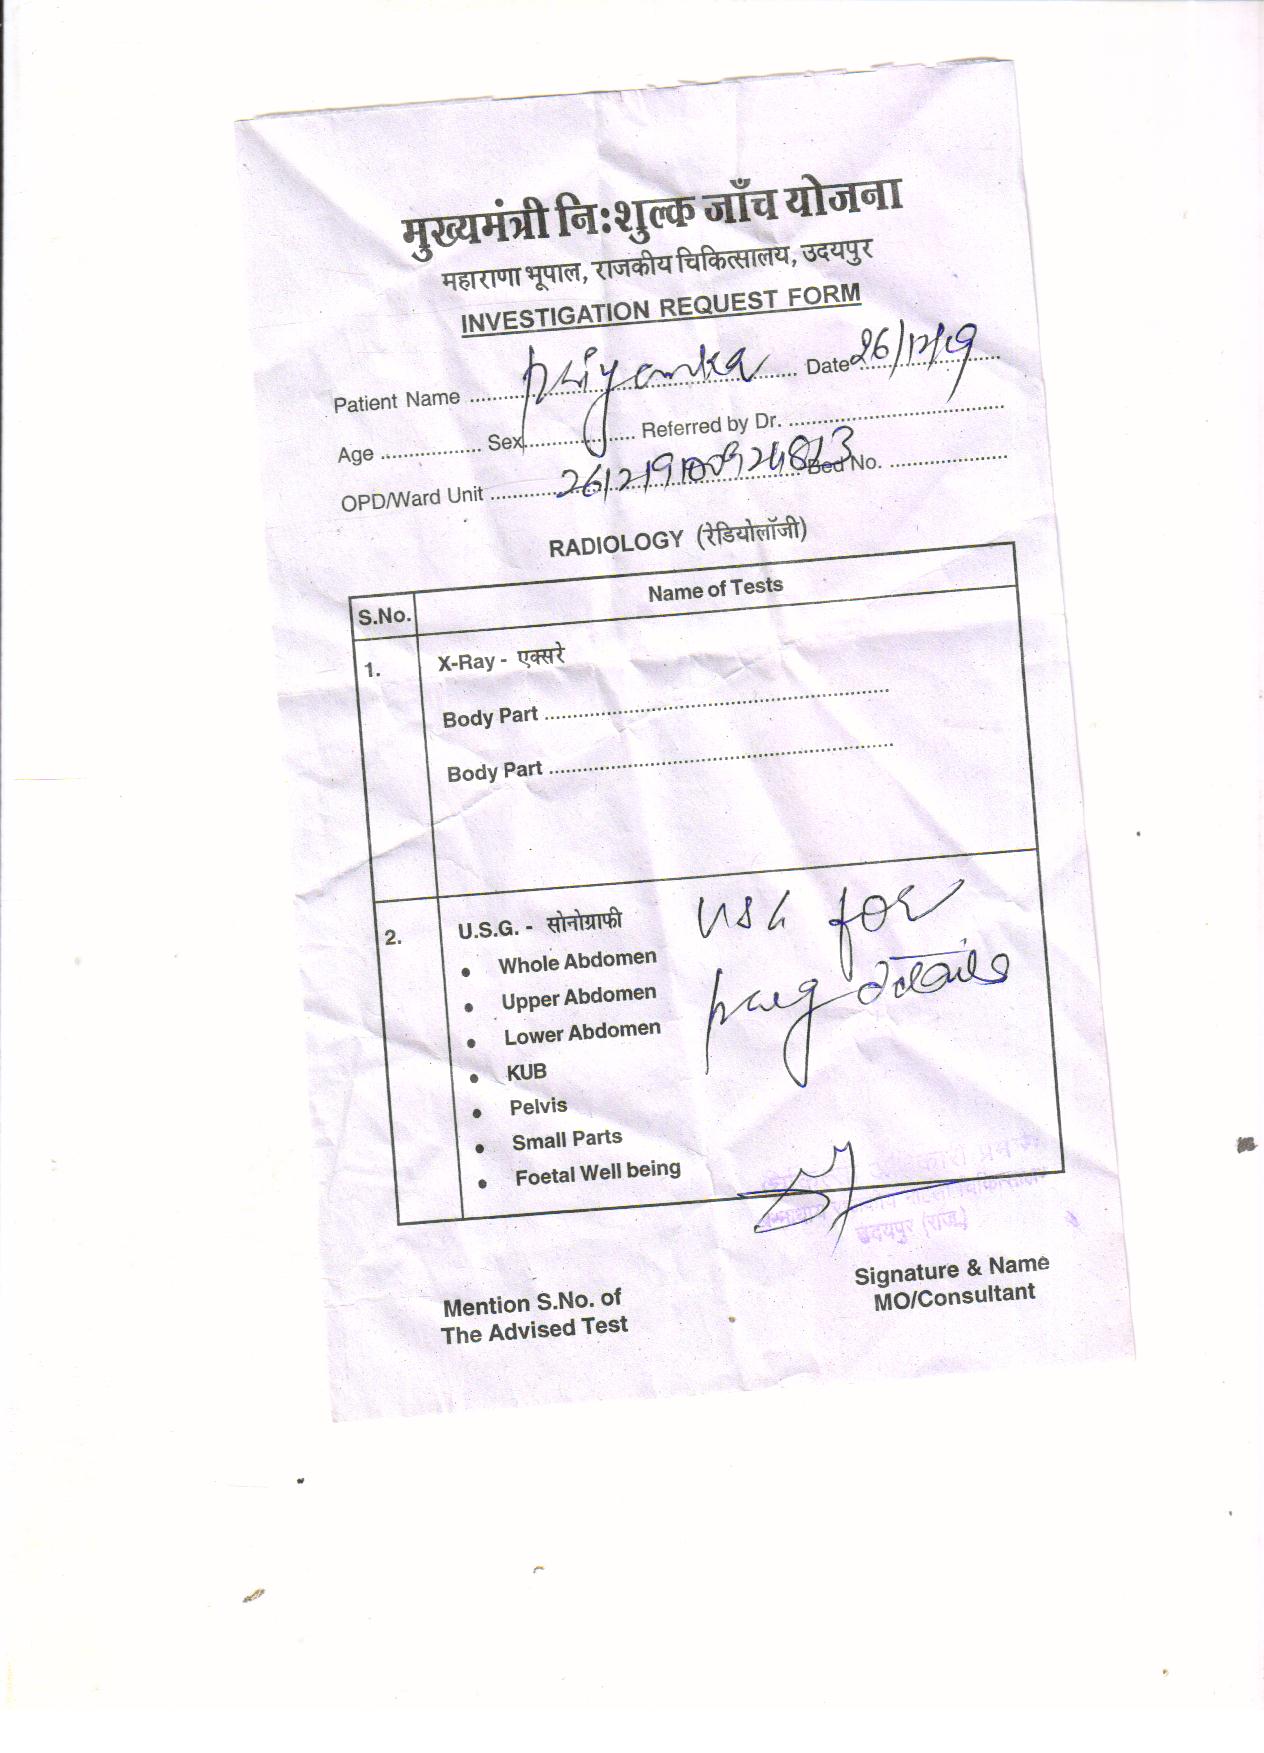 मुख्यमंत्री नि:शुल्क जाँच योजना
महाराणा भूपाल, राजकीय चिकित्सालय, उदयपुर
INVESTIGATION REQUEST FORM
Patient Name Priyanka Date 26/12/19
Age Sex Referred by Dr.
OPD/Ward Unit Bed No.
RADIOLOGY (रेडियोलॉजी)
S.No. Name of Tests
1. X-Ray - एक्सरे
Body Part
Body Part
2. U.S.G. - सोनोग्राफी
USG for
• Whole Abdomen
preg details
• Upper Abdomen
• Lower Abdomen
• KUB
• Pelvis
• Small Parts
• Foetal Well being
उदयपुर (राज.)
Mention S.No. of
The Advised Test
Signature & Name
MO/Consultant